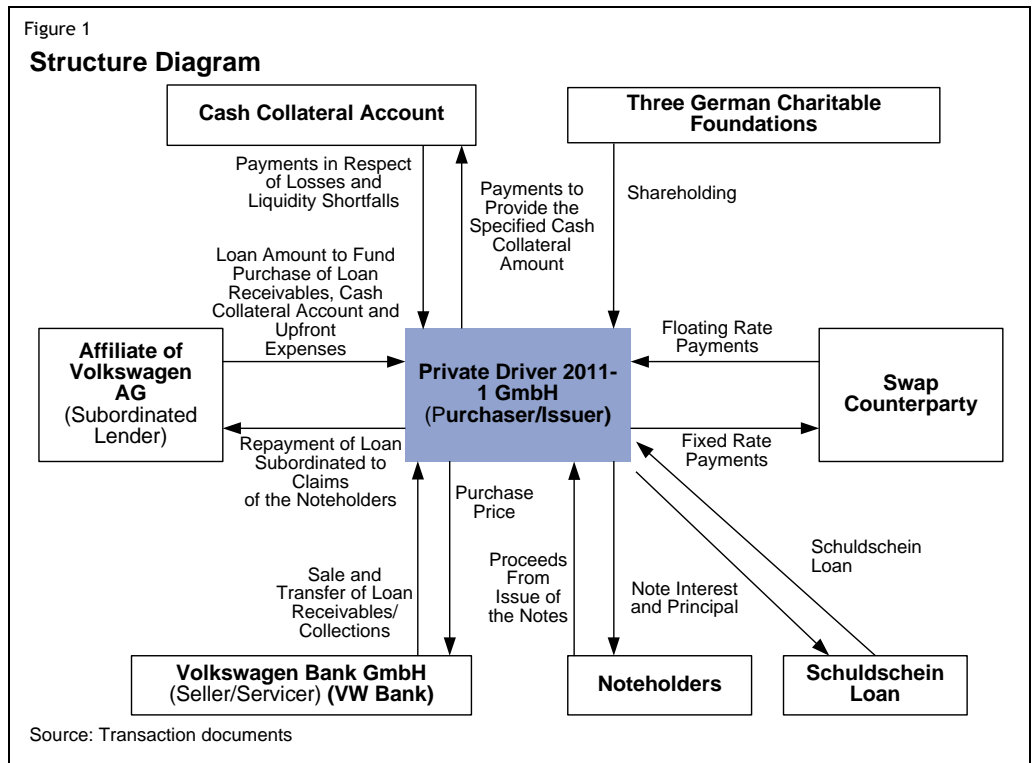 Figure 1
Structure Diagram
Cash Collateral Account
Three German Charitable
Foundations
Payments in Respect
of Losses and
Liquidity Shortfalls
Payments to
Provide the
Specified Cash
Collateral
Amount
Shareholding
Loan Amount to Fund
Purchase of Loan
Receivables, Cash
Collateral Account and
Upfront
Expenses
Floating Rate
Payments
Affiliate of
Volkswagen
AG
(Subordinated
Lender)
Private Driver 2011-
1 GmbH
(Purchaser/Issuer)
Swap
Counterparty
Repayment of Loan
Subordinated to
Claims
of the Noteholders
Fixed Rate
Payments
Purchase
Price
Sale and
Transfer of Loan
Receivables/
Collections
Proceeds
From
Issue of
the Notes
Note Interest
and Principal
Schuldschein
Loan
Volkswagen Bank GmbH
(Seller/Servicer) (VW Bank)
Noteholders
Schuldschein
Loan
Source: Transaction documents